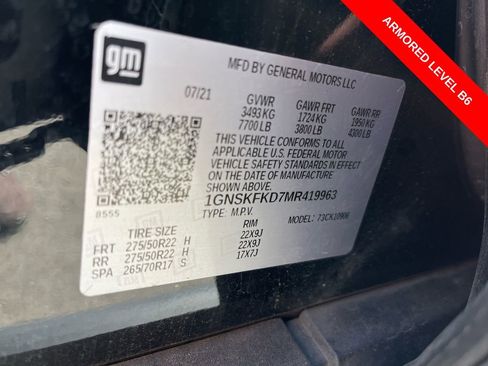 ARMORED LEVEL B6
gm
MFD BY GENERAL MOTORS LLC
07/21
GVWR GAWR FRT GAWR RR
3493 KG 1724 KG 1950 KG
7700 LB 3800 LB 4300 LB
THIS VEHICLE CONFORMS TO ALL
APPLICABLE U.S. FEDERAL MOTOR
VEHICLE SAFETY STANDARDS IN
EFFECT ON THE DATE OF MANUFACTURE
SHOWN ABOVE.
1GNSKFKD7MR419963
TYPE: M.P.V. MODEL: 73CK10906
8555
TIRE SIZE RIM
FRT 275/50R22 H 22X9J
RR 275/50R22 H 22X9J
SPA 265/70R17 S 17X7J